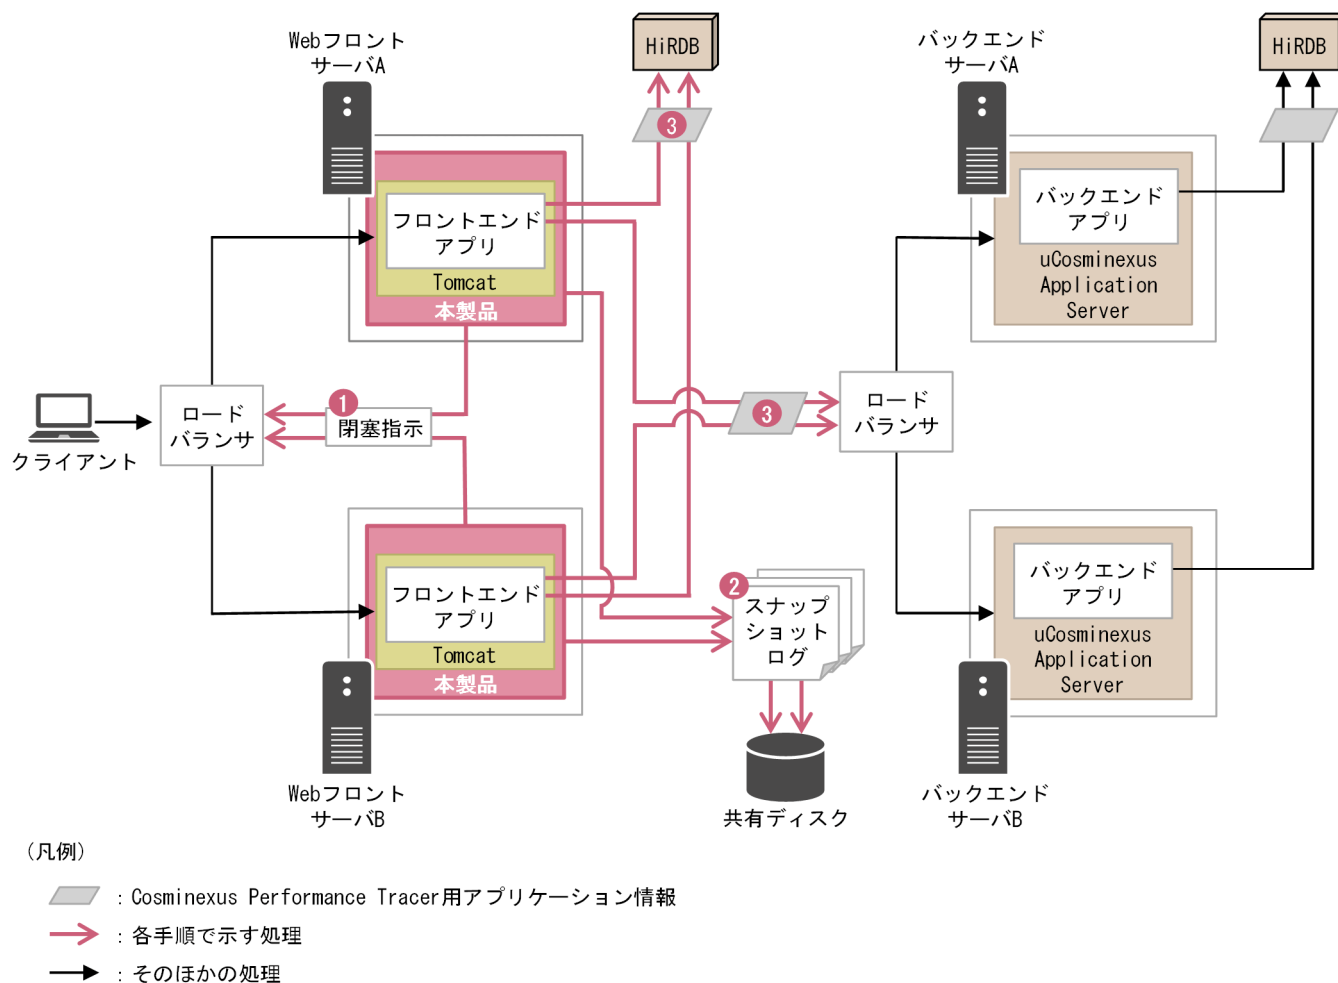 Webフロント
サーバA
HiRDB
バックエンド
サーバA
HiRDB
3
フロントエンド
アプリ
Tomcat
本製品
バックエンド
アプリ
uCosminexus
Application
Server
クライアント
ロード
バランサ
1
閉塞指示
3
ロード
バランサ
フロントエンド
アプリ
Tomcat
本製品
2
スナップ
ショット
ログ
バックエンド
アプリ
uCosminexus
Application
Server
Webフロント
サーバB
共有ディスク
バックエンド
サーバB
（凡例）
：Cosminexus Performance Tracer用アプリケーション情報
：各手順で示す処理
：そのほかの処理